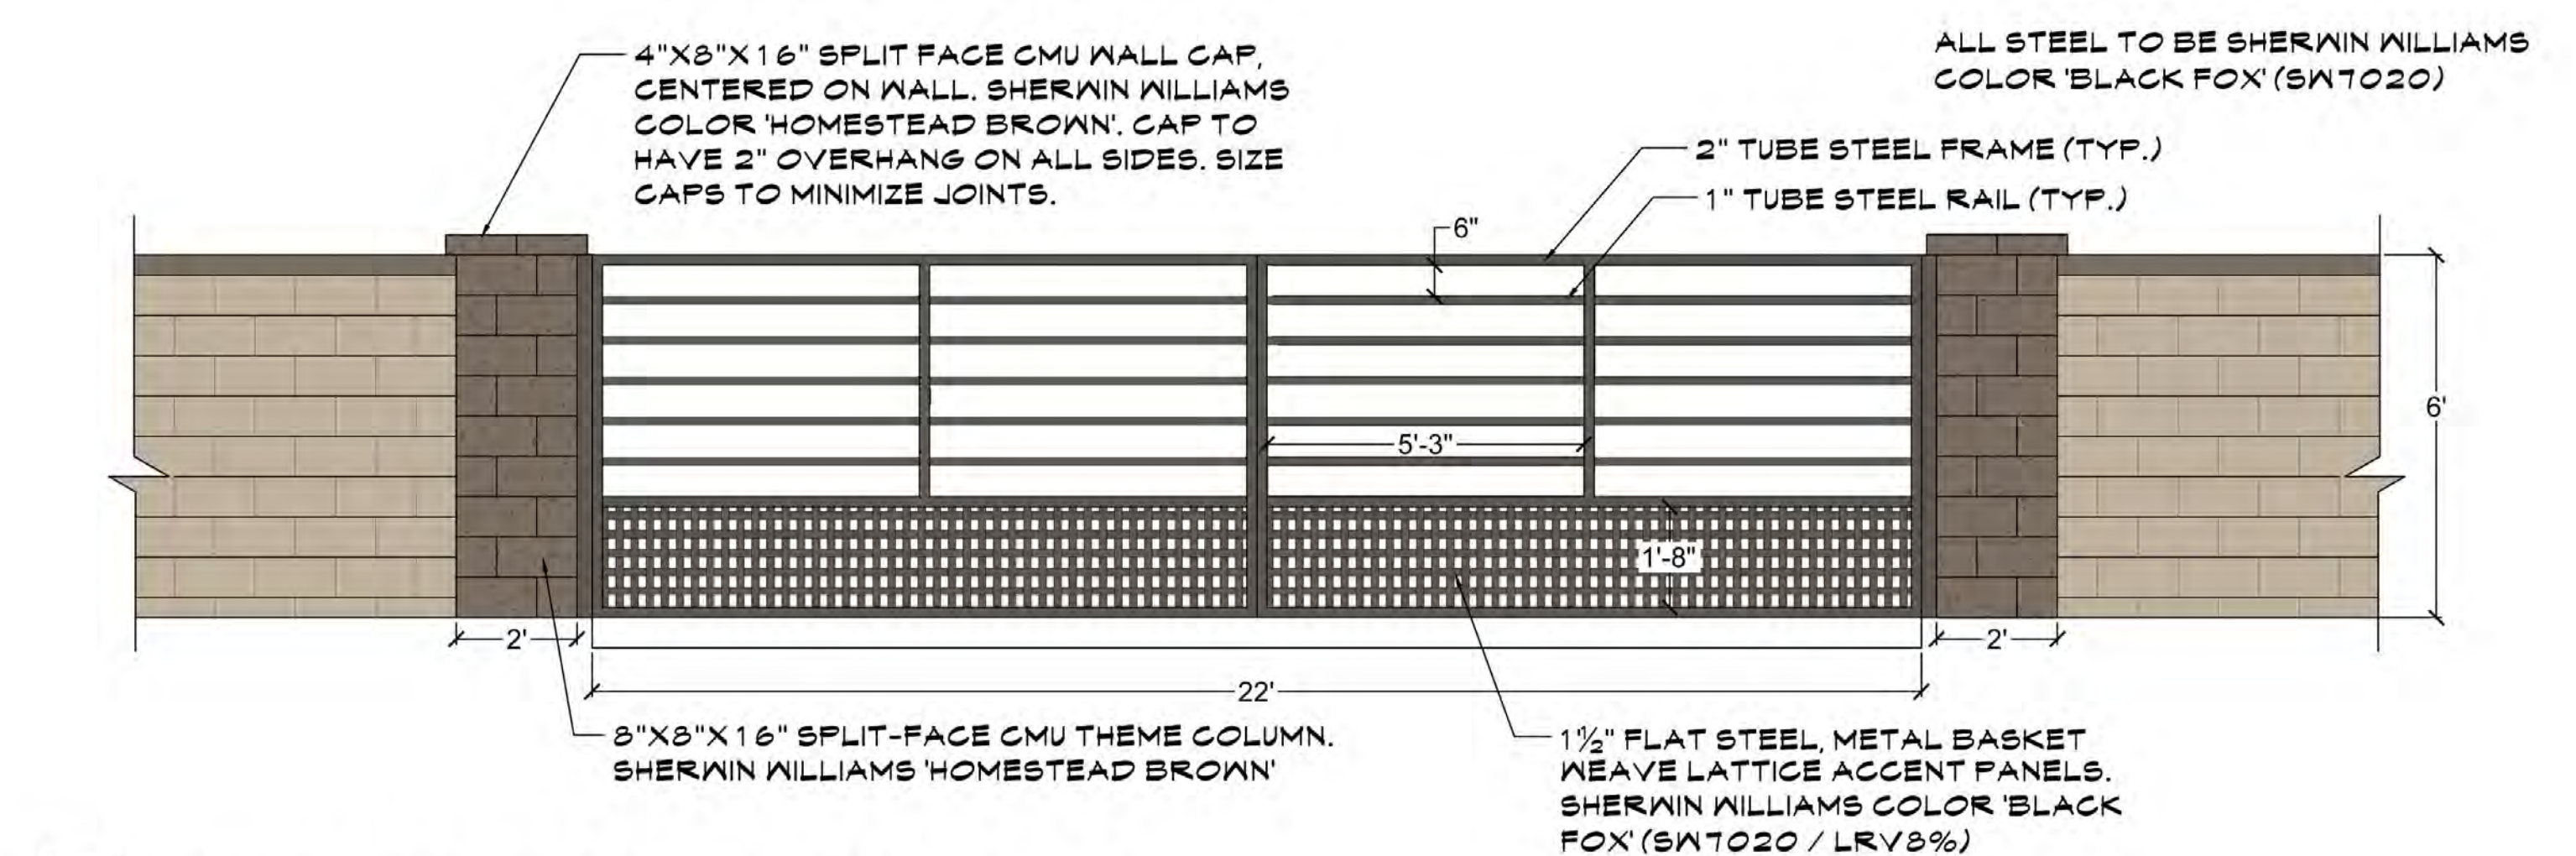 4"X8"X16" SPLIT FACE CMU WALL CAP,
CENTERED ON WALL. SHERWIN WILLIAMS
COLOR 'HOMESTEAD BROWN'. CAP TO
HAVE 2" OVERHANG ON ALL SIDES. SIZE
CAPS TO MINIMIZE JOINTS.
ALL STEEL TO BE SHERWIN WILLIAMS
COLOR 'BLACK FOX' (SW7020)
2" TUBE STEEL FRAME (TYP.)
1" TUBE STEEL RAIL (TYP.)
6"
6'
5'-3"
1'-8"
2'
2'
22'
8"X8"X16" SPLIT-FACE CMU THEME COLUMN.
SHERWIN WILLIAMS 'HOMESTEAD BROWN'
1½" FLAT STEEL, METAL BASKET
WEAVE LATTICE ACCENT PANELS.
SHERWIN WILLIAMS COLOR 'BLACK
FOX' (SW7020 / LRV8%)